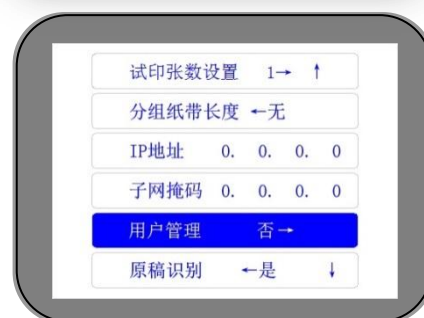 试印张数设置 1→ ↑
分组纸带长度 ←无
IP地址 0. 0. 0. 0
子网掩码 0. 0. 0. 0
用户管理 否→
原稿识别 ←是 ↓